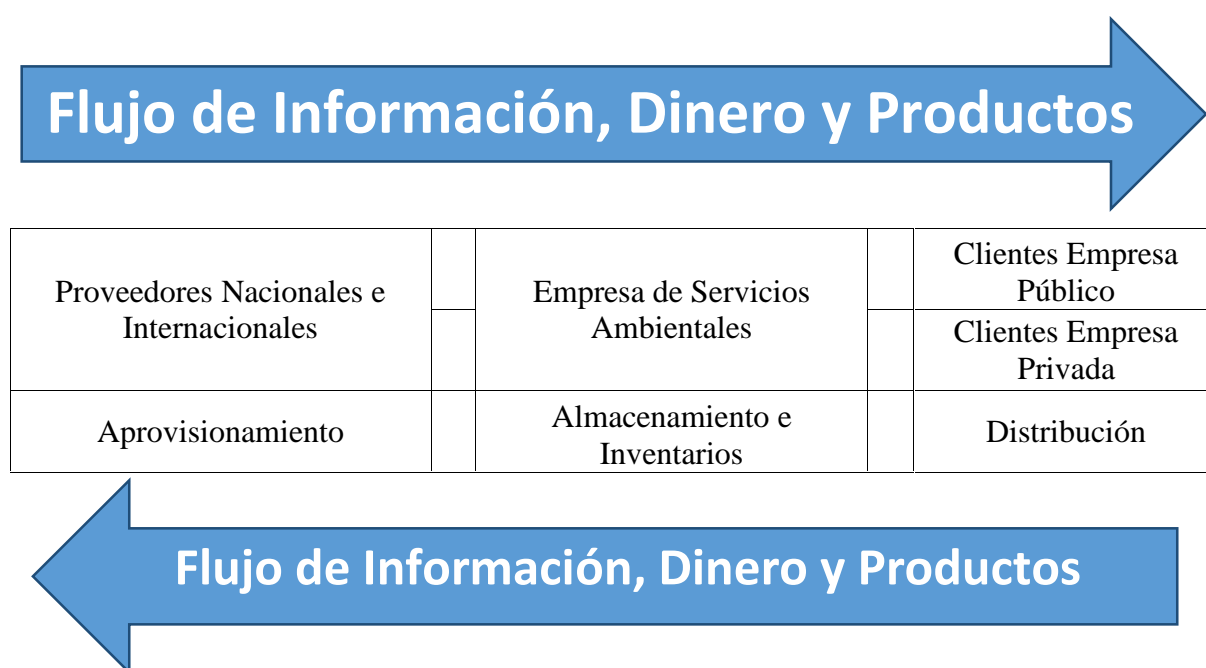 Flujo de Información, Dinero y Productos
Proveedores Nacionales e
Internacionales
Empresa de Servicios
Ambientales
Clientes Empresa
Público
Clientes Empresa
Privada
Aprovisionamiento
Almacenamiento e
Inventarios
Distribución
Flujo de Información, Dinero y Productos